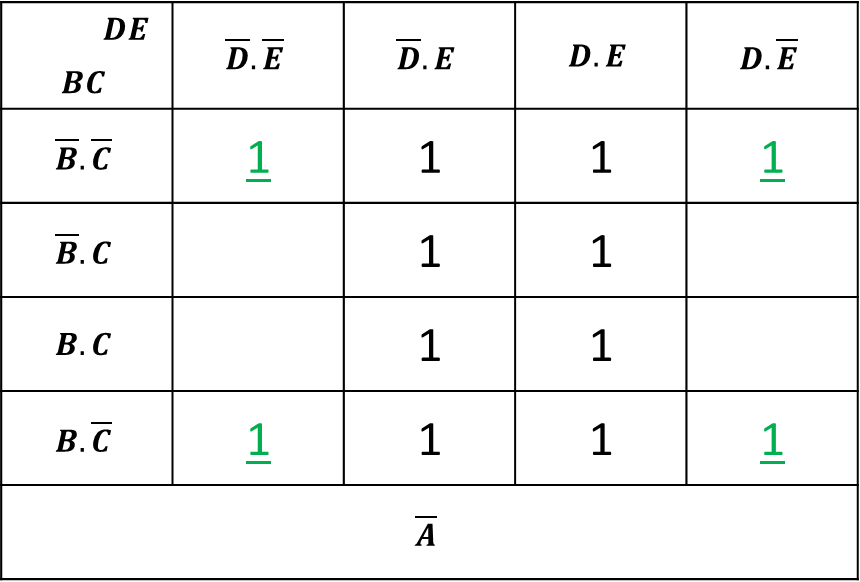 DE
BC
D̅.E̅ D̅.E D.E D.E̅
B̅.C̅ 1 1 1 1
B̅.C 1 1
B.C 1 1
B.C̅ 1 1 1 1
A̅